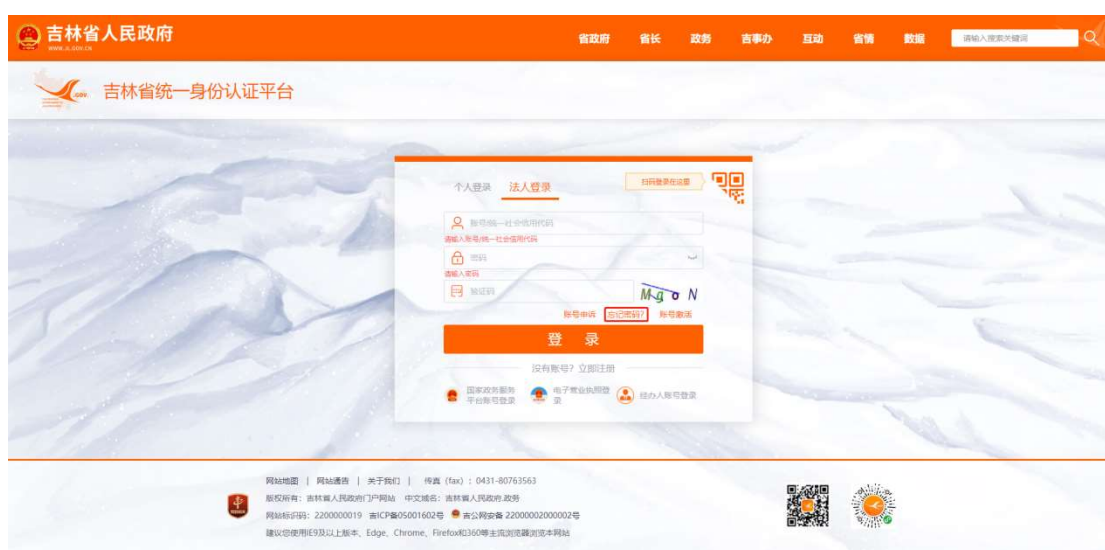 吉林省人民政府
WWW.JL.GOV.CN
省政府 省长 政务 吉事办 互动 省情 数据 请输入搜索关键词
.GOV. 吉林省统一身份认证平台
个人登录 法人登录 扫码登录在这里
账号/统一社会信用代码
请输入账号/统一社会信用代码
密码
请输入密码
验证码 MgoN
账号申诉 忘记密码? 账号激活
登 录
没有账号? 立即注册
国家政务服务平台账号登录 电子营业执照登录 经办人账号登录
网站地图 | 网站通告 | 关于我们 | 传真 (fax) : 0431-80763563
版权所有: 吉林省人民政府门户网站 中文域名: 吉林省人民政府.政务
网站标识码: 2200000019 吉ICP备05001602号 吉公网安备 22000002000002号
建议您使用IE9及以上版本、Edge、Chrome、Firefox和360等主流浏览器浏览本网站